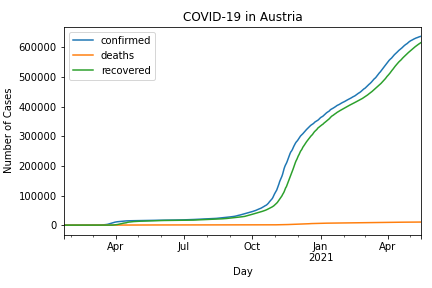 COVID-19 in Austria
confirmed
deaths
recovered
Number of Cases
600000
500000
400000
300000
200000
100000
0
Apr
Jul
Oct
Jan
2021
Apr
Day